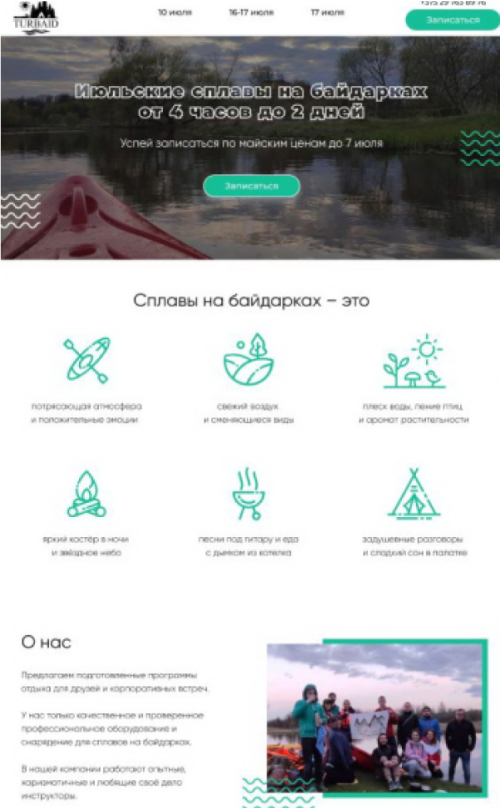 TURBAID
10 июля
16-17 июля
17 июля
+375 29 763 69 76
Записаться
Июльские сплавы на байдарках
от 4 часов до 2 дней
Успей записаться по майским ценам до 7 июля
Записаться
Сплавы на байдарках – это
потрясающая атмосфера
и положительные эмоции
свежий воздух
и сменяющиеся виды
плеск воды, пение птиц
и аромат растительности
яркий костёр в ночи
и звёздное небо
песни под гитару и еда
с дымком из котелка
задушевные разговоры
и сладкий сон в палатке
О нас
Предлагаем подготовленные программы
отдыха для друзей и корпоративных встреч.
У нас только качественное и проверенное
профессиональное оборудование и
снаряжение для сплавов на байдарках.
В нашей компании работают опытные,
харизматичные и любящие своё дело
инструкторы.